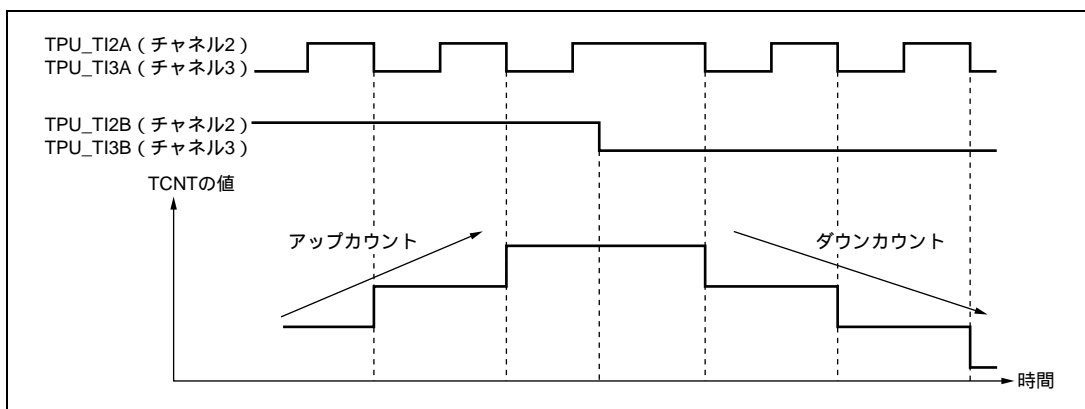 TPU_TI2A（チャネル2）
TPU_TI3A（チャネル3）
TPU_TI2B（チャネル2）
TPU_TI3B（チャネル3）
TCNTの値
アップカウント
ダウンカウント
時間